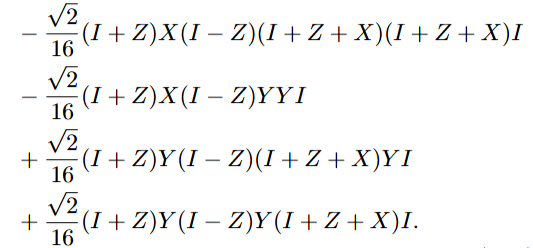 − √2/16 (I + Z)X(I − Z)(I + Z + X)(I + Z + X)I
− √2/16 (I + Z)X(I − Z)YYI
+ √2/16 (I + Z)Y(I − Z)(I + Z + X)YI
+ √2/16 (I + Z)Y(I − Z)Y(I + Z + X)I.